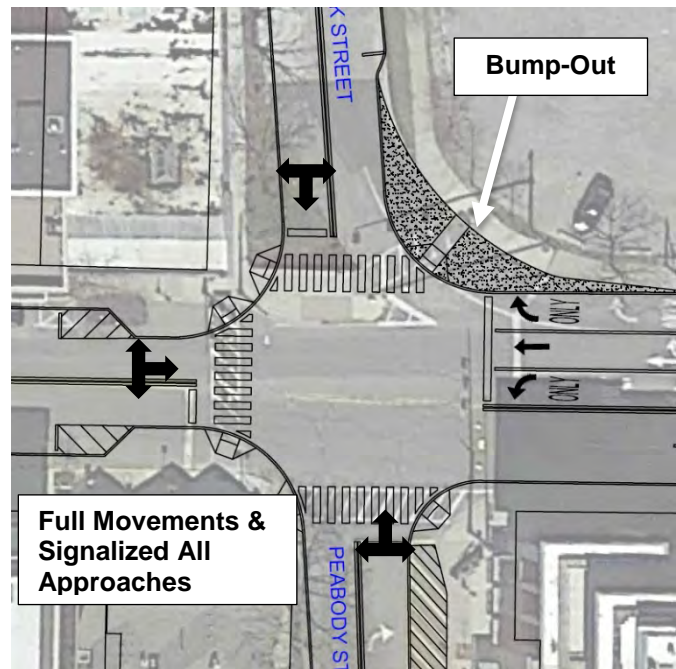 K STREET
Bump-Out
ONLY
ONLY
Full Movements &
Signalized All
Approaches
PEABODY ST